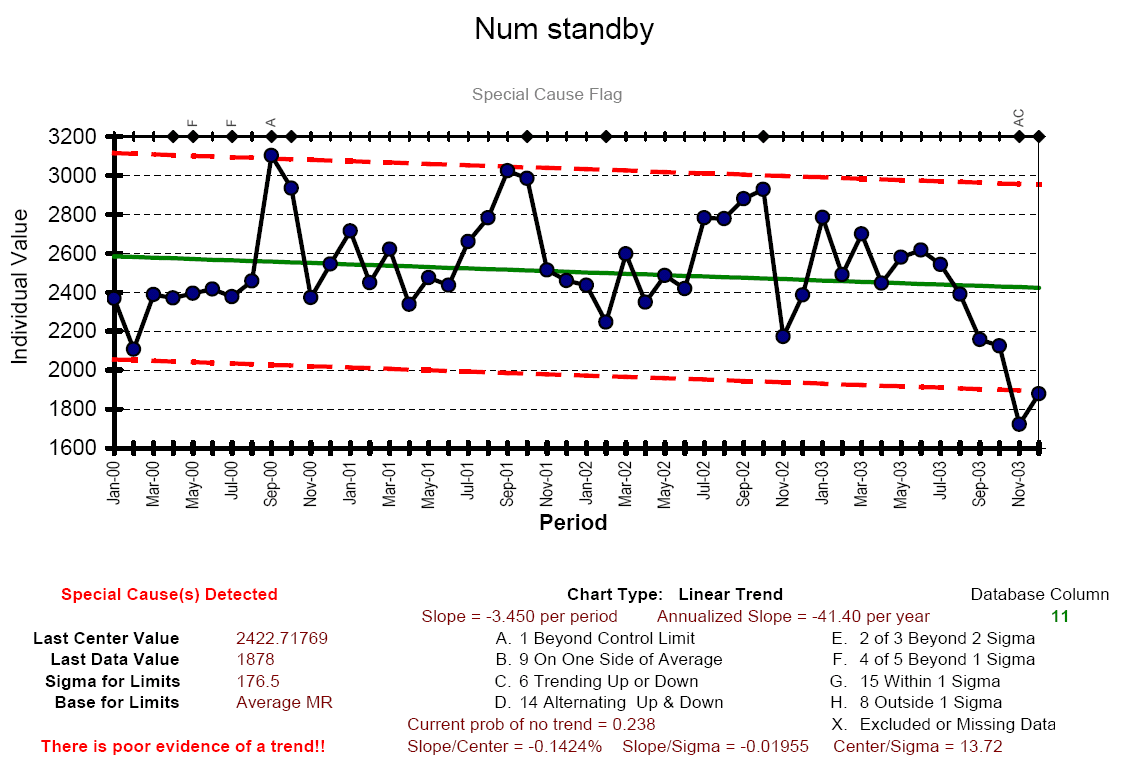 Num standby
Special Cause Flag
F F A AC
3200
3000
2800
2600
2400
2200
2000
1800
1600
Individual Value
Jan-00 Mar-00 May-00 Jul-00 Sep-00 Nov-00 Jan-01 Mar-01 May-01 Jul-01 Sep-01 Nov-01 Jan-02 Mar-02 May-02 Jul-02 Sep-02 Nov-02 Jan-03 Mar-03 May-03 Jul-03 Sep-03 Nov-03
Period
Special Cause(s) Detected Chart Type: Linear Trend Database Column
Slope = -3.450 per period Annualized Slope = -41.40 per year 11
Last Center Value 2422.71769 A. 1 Beyond Control Limit E. 2 of 3 Beyond 2 Sigma
Last Data Value 1878 B. 9 On One Side of Average F. 4 of 5 Beyond 1 Sigma
Sigma for Limits 176.5 C. 6 Trending Up or Down G. 15 Within 1 Sigma
Base for Limits Average MR D. 14 Alternating Up & Down H. 8 Outside 1 Sigma
Current prob of no trend = 0.238 X. Excluded or Missing Data
There is poor evidence of a trend!! Slope/Center = -0.1424% Slope/Sigma = -0.01955 Center/Sigma = 13.72